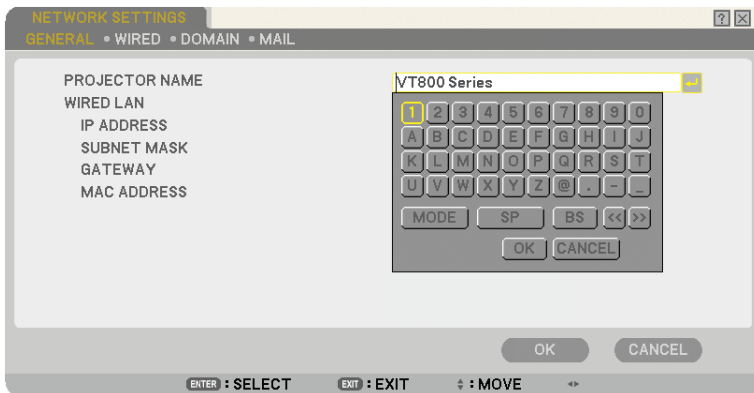 NETWORK SETTINGS ? ×
GENERAL • WIRED • DOMAIN • MAIL
PROJECTOR NAME VT800 Series
WIRED LAN
IP ADDRESS
SUBNET MASK
GATEWAY
MAC ADDRESS
1 2 3 4 5 6 7 8 9 0
A B C D E F G H I J
K L M N O P Q R S T
U V W X Y Z @ . - _
MODE SP BS << >>
OK CANCEL
OK CANCEL
ENTER : SELECT EXIT : EXIT : MOVE